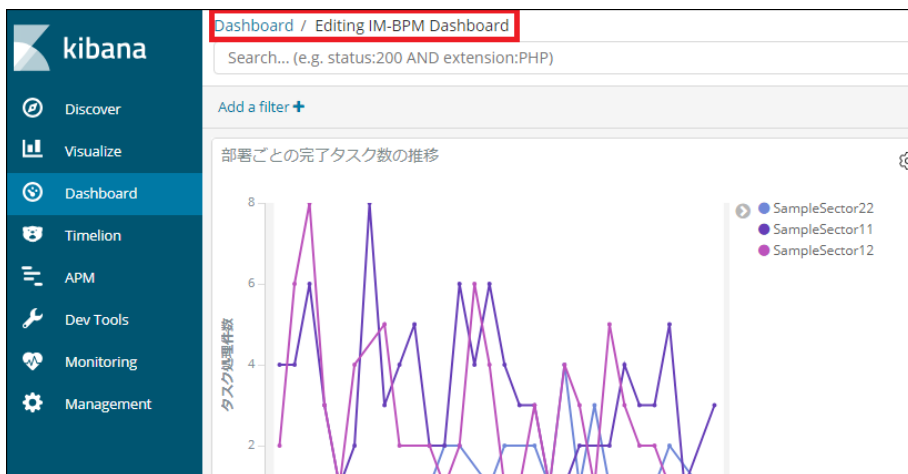 kibana
Discover
Visualize
Dashboard
Timelion
APM
Dev Tools
Monitoring
Management
Dashboard / Editing IM-BPM Dashboard
Search... (e.g. status:200 AND extension:PHP)
Add a filter +
部署ごとの完了タスク数の推移
8
6
4
2
タスク処理件数
SampleSector22
SampleSector11
SampleSector12